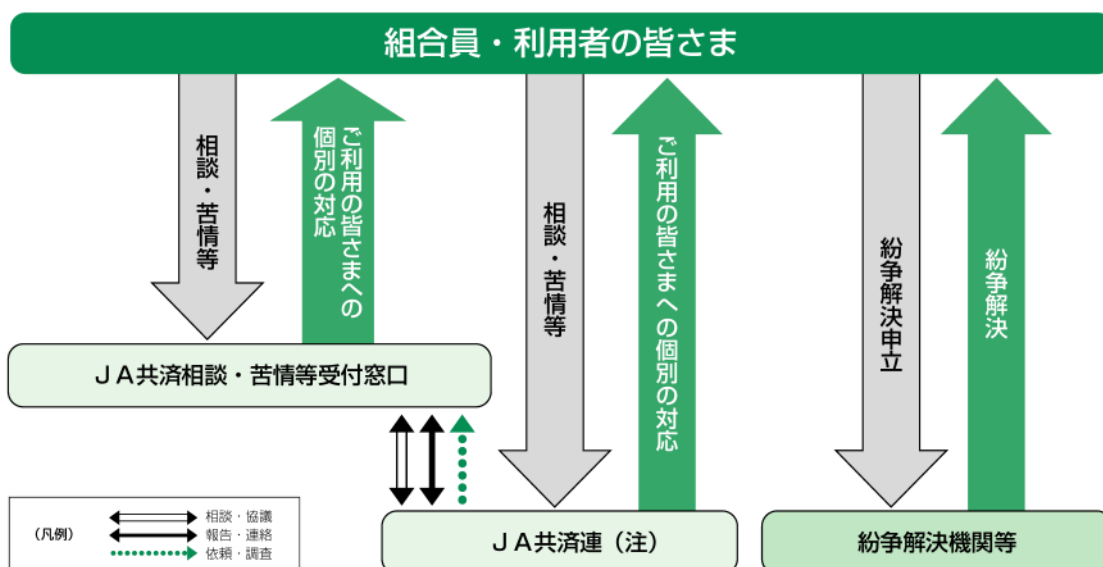 組合員・利用者の皆さま
相談・苦情等
ご利用の皆さまへの
個別の対応
相談・苦情等
ご利用の皆さまへの個別の対応
紛争解決申立
紛争解決
ＪＡ共済相談・苦情等受付窓口
（凡例）
相談・協議
報告・連絡
依頼・調査
ＪＡ共済連（注）
紛争解決機関等